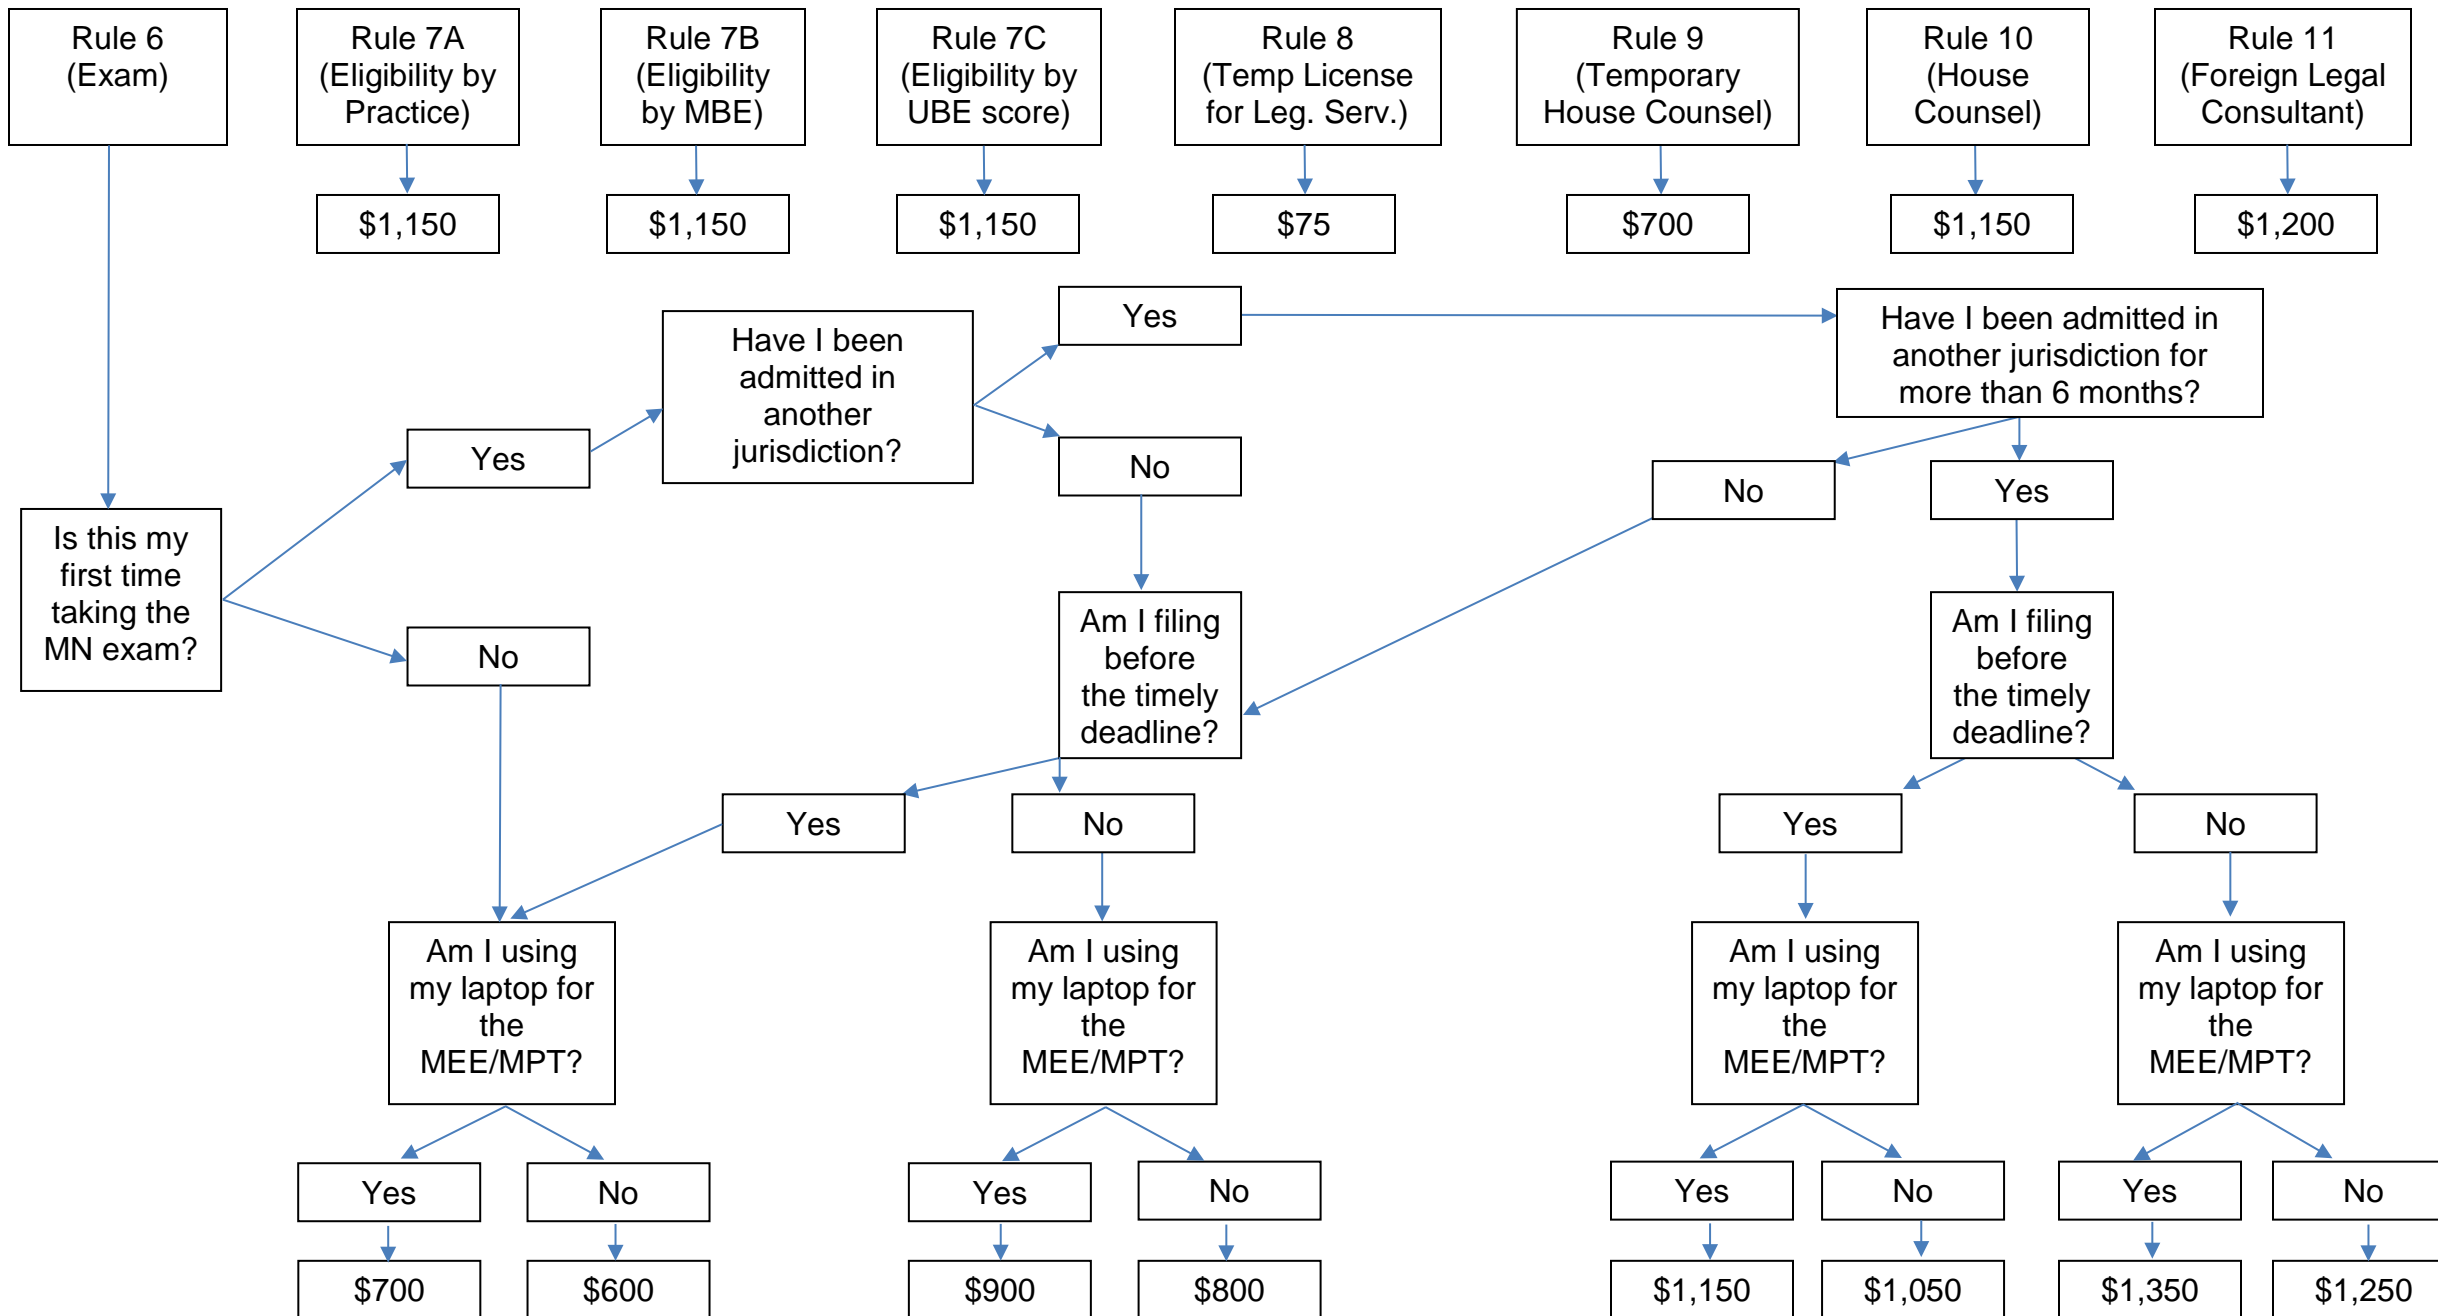 Rule 6
(Exam)
Rule 7A
(Eligibility by
Practice)
Rule 7B
(Eligibility
by MBE)
Rule 7C
(Eligibility by
UBE score)
Rule 8
(Temp License
for Leg. Serv.)
Rule 9
(Temporary
House Counsel)
Rule 10
(House
Counsel)
Rule 11
(Foreign Legal
Consultant)
$1,150
$1,150
$1,150
$75
$700
$1,150
$1,200
Yes
Have I been
admitted in
another
jurisdiction?
Have I been admitted in
another jurisdiction for
more than 6 months?
Yes
No
No
Yes
Is this my
first time
taking the
MN exam?
No
Am I filing
before
the timely
deadline?
Am I filing
before
the timely
deadline?
Yes
No
Yes
No
Am I using
my laptop for
the
MEE/MPT?
Am I using
my laptop for
the
MEE/MPT?
Am I using
my laptop for
the
MEE/MPT?
Am I using
my laptop for
the
MEE/MPT?
Yes
No
Yes
No
Yes
No
Yes
No
$700
$600
$900
$800
$1,150
$1,050
$1,350
$1,250